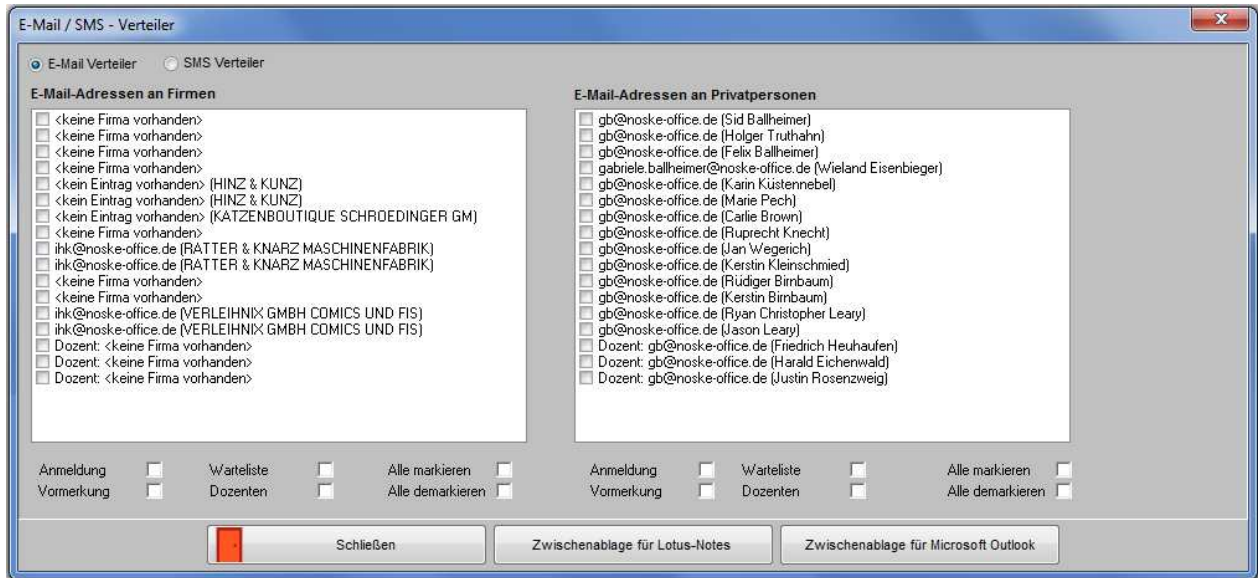 E-Mail / SMS - Verteiler
E-Mail Verteiler SMS Verteiler
E-Mail-Adressen an Firmen
<keine Firma vorhanden>
<keine Firma vorhanden>
<keine Firma vorhanden>
<keine Firma vorhanden>
<kein Eintrag vorhanden> (HINZ & KUNZ)
<kein Eintrag vorhanden> (HINZ & KUNZ)
<kein Eintrag vorhanden> (KATZENBOUTIQUE SCHROEDINGER GM)
<keine Firma vorhanden>
ihk@noske-office.de (RATTER & KNARZ MASCHINENFABRIK)
ihk@noske-office.de (RATTER & KNARZ MASCHINENFABRIK)
<keine Firma vorhanden>
<keine Firma vorhanden>
ihk@noske-office.de (VERLEIHNIX GMBH COMICS UND FIS)
ihk@noske-office.de (VERLEIHNIX GMBH COMICS UND FIS)
Dozent: <keine Firma vorhanden>
Dozent: <keine Firma vorhanden>
Dozent: <keine Firma vorhanden>
Anmeldung Warteliste Alle markieren
Vormerkung Dozenten Alle demarkieren
E-Mail-Adressen an Privatpersonen
gb@noske-office.de (Sid Ballheimer)
gb@noske-office.de (Holger Truthahn)
gb@noske-office.de (Felix Ballheimer)
gabriele.ballheimer@noske-office.de (Wieland Eisenbieger)
gb@noske-office.de (Karin Küstennebel)
gb@noske-office.de (Marie Pech)
gb@noske-office.de (Carlie Brown)
gb@noske-office.de (Ruprecht Knecht)
gb@noske-office.de (Jan Wegerich)
gb@noske-office.de (Kerstin Kleinschmied)
gb@noske-office.de (Rüdiger Birnbaum)
gb@noske-office.de (Kerstin Birnbaum)
gb@noske-office.de (Ryan Christopher Leary)
gb@noske-office.de (Jason Leary)
Dozent: gb@noske-office.de (Friedrich Heuhaufen)
Dozent: gb@noske-office.de (Harald Eichenwald)
Dozent: gb@noske-office.de (Justin Rosenzweig)
Anmeldung Warteliste Alle markieren
Vormerkung Dozenten Alle demarkieren
Schließen Zwischenablage für Lotus-Notes Zwischenablage für Microsoft Outlook